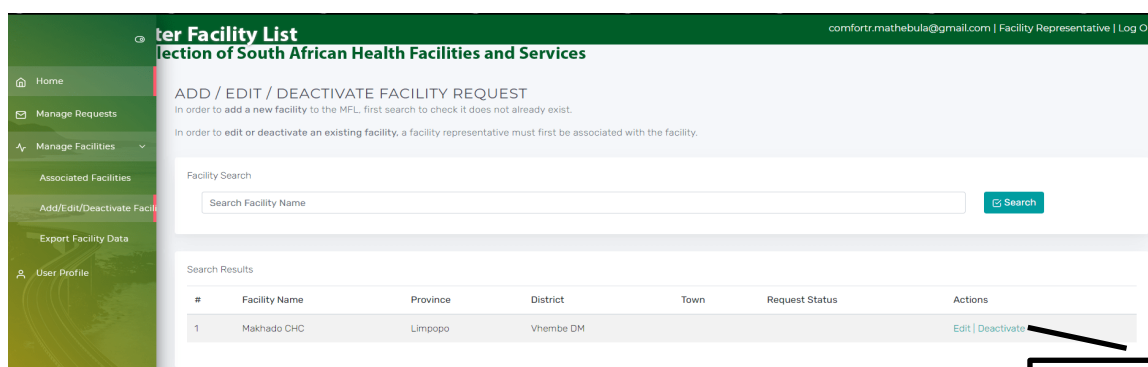 ter Facility List
lection of South African Health Facilities and Services
comfortr.mathebula@gmail.com | Facility Representative | Log O
Home
Manage Requests
Manage Facilities
Associated Facilities
Add/Edit/Deactivate Facili
Export Facility Data
User Profile
ADD / EDIT / DEACTIVATE FACILITY REQUEST
In order to add a new facility to the MFL, first search to check it does not already exist.
In order to edit or deactivate an existing facility, a facility representative must first be associated with the facility.
Facility Search
Search Facility Name
Search
Search Results
# Facility Name Province District Town Request Status Actions
1 Makhado CHC Limpopo Vhembe DM Edit | Deactivate